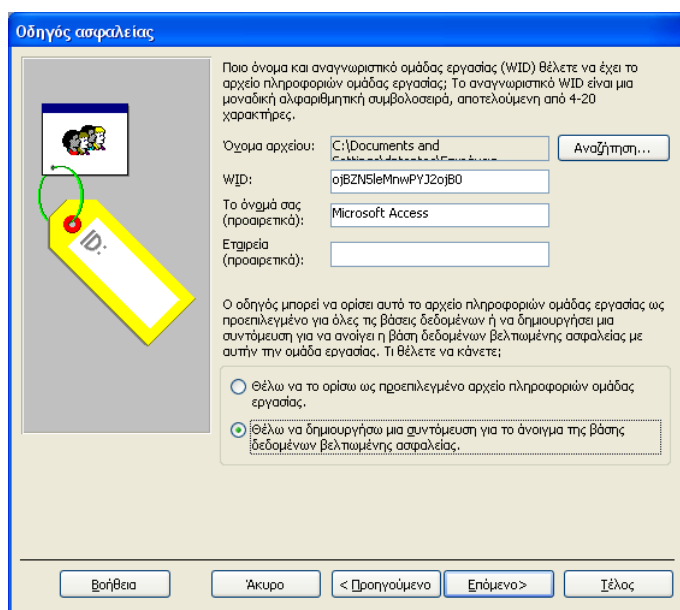 Οδηγός ασφαλείας
Ποιο όνομα και αναγνωριστικό ομάδας εργασίας (WID) θέλετε να έχει το
αρχείο πληροφοριών ομάδας εργασίας; Το αναγνωριστικό WID είναι μια
μοναδική αλφαριθμητική συμβολοσειρά, αποτελούμενη από 4-20
χαρακτήρες.
Όνομα αρχείου: C:\Documents and Αναζήτηση...
WID: ojBZN5leMnwPYJ2ojB0
Το όνομά σας
(προαιρετικά): Microsoft Access
Εταιρεία
(προαιρετικά):
ID:
Ο οδηγός μπορεί να ορίσει αυτό το αρχείο πληροφοριών ομάδας εργασίας ως
προεπιλεγμένο για όλες τις βάσεις δεδομένων ή να δημιουργήσει μια
συντόμευση για να ανοίγει η βάση δεδομένων βελτιωμένης ασφαλείας με
αυτήν την ομάδα εργασίας. Τι θέλετε να κάνετε;
Θέλω να το ορίσω ως προεπιλεγμένο αρχείο πληροφοριών ομάδας
εργασίας.
Θέλω να δημιουργήσω μια συντόμευση για το άνοιγμα της βάσης
δεδομένων βελτιωμένης ασφαλείας.
Βοήθεια Άκυρο < Προηγούμενο Επόμενο> Τέλος